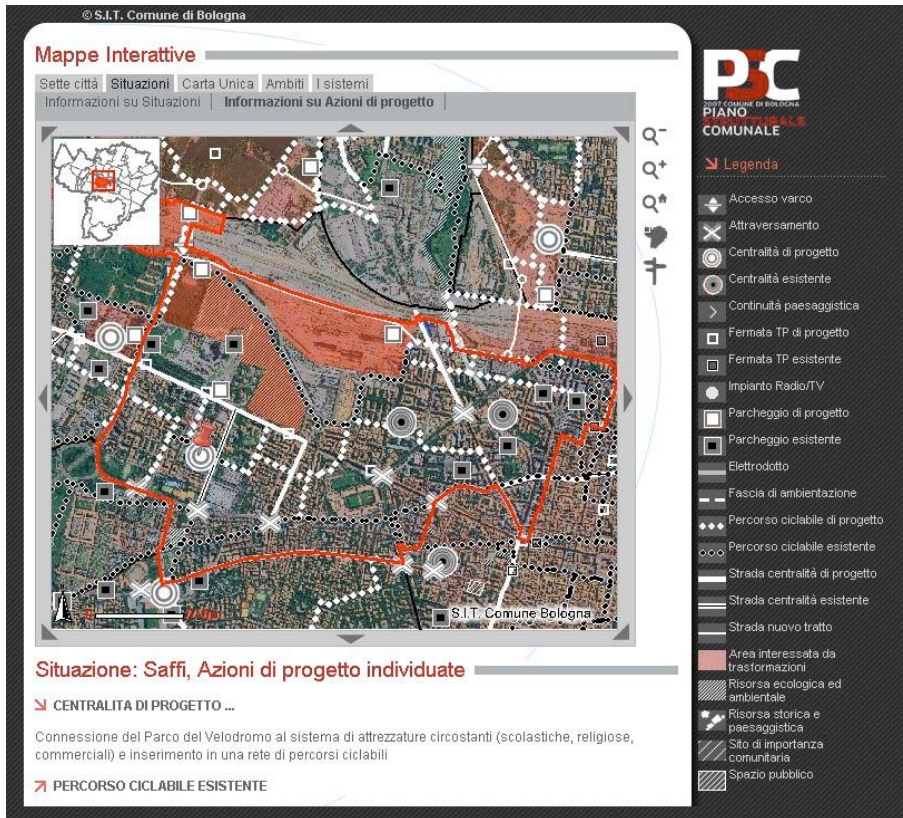 © S.I.T. Comune di Bologna
Mappe Interattive
Sette città Situazioni Carta Unica Ambiti I sistemi
Informazioni su Situazioni | Informazioni su Azioni di progetto |
S.I.T. Comune Bologna
Situazione: Saffi, Azioni di progetto individuate
CENTRALITA DI PROGETTO ...
Connessione del Parco del Velodromo al sistema di attrezzature circostanti (scolastiche, religiose,
commerciali) e inserimento in una rete di percorsi ciclabili
PERCORSO CICLABILE ESISTENTE
PSC
2007 COMUNE DI BOLOGNA
PIANO
STRUTTURALE
COMUNALE
Legenda
Accesso varco
Attraversamento
Centralità di progetto
Centralità esistente
Continuità paesaggistica
Fermata TP di progetto
Fermata TP esistente
Impianto Radio/TV
Parcheggio di progetto
Parcheggio esistente
Elettrodotto
Fascia di ambientazione
Percorso ciclabile di progetto
Percorso ciclabile esistente
Strada centralità di progetto
Strada centralità esistente
Strada nuovo tratto
Area interessata da
trasformazioni
Risorsa ecologica ed
ambientale
Risorsa storica e
paesaggistica
Sito di importanza
comunitaria
Spazio pubblico